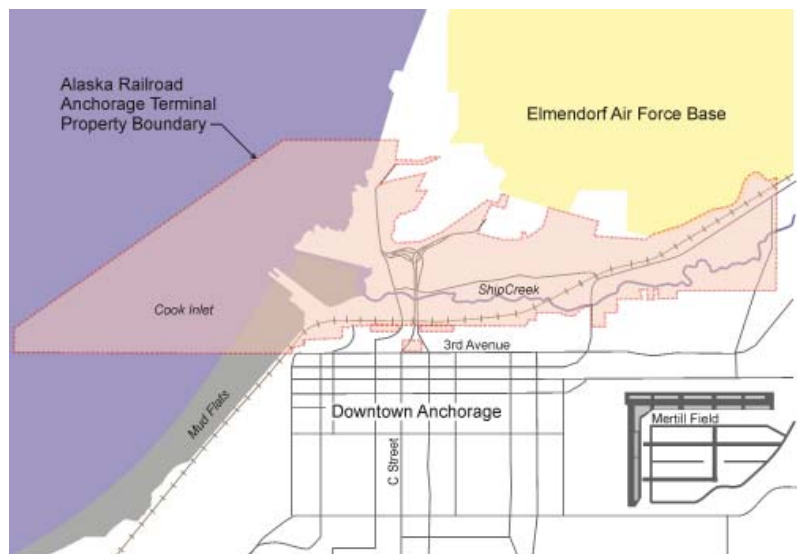 Alaska Railroad
Anchorage Terminal
Property Boundary
Elmendorf Air Force Base
Cook Inlet
ShipCreek
3rd Avenue
Mud Flats
Downtown Anchorage
C Street
Mertill Field